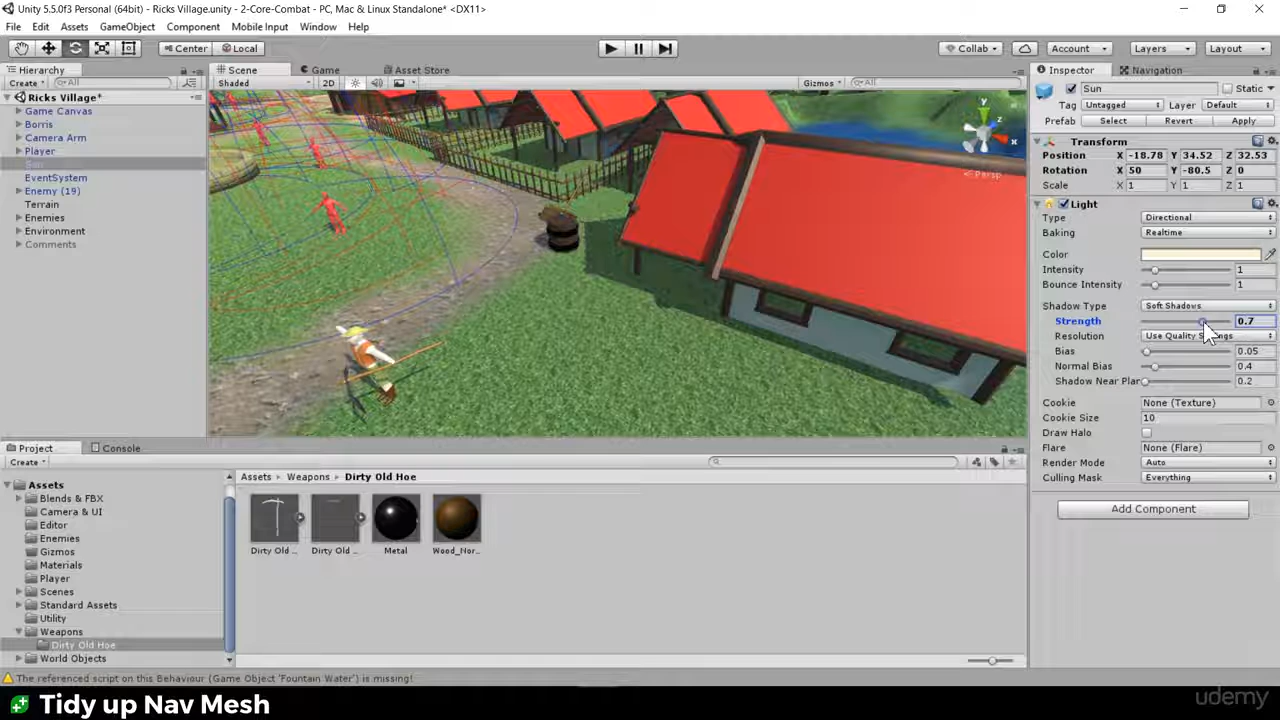 Unity 5.5.0f3 Personal (64bit) - Ricks Village.unity - 2-Core-Combat - PC, Mac & Linux Standalone* <DX11>
File Edit Assets GameObject Component Mobile Input Window Help
Center Local Collab Account Layers Layout
Hierarchy Scene Game Asset Store Inspector Navigation
Create All Shaded 2D Gizmos All Sun Static
Ricks Village* Tag Untagged Layer Default
Game Canvas Prefab Select Revert Apply
Borris
Camera Arm
Player
Sun
EventSystem
Enemy (19)
Terrain
Enemies
Environment
Comments
y
z
x
Persp
Transform
Position X -18.78 Y 34.52 Z 32.53
Rotation X 50 Y -80.5 Z 0
Scale X 1 Y 1 Z 1
Light
Type Directional
Baking Realtime
Color
Intensity 1
Bounce Intensity 1
Shadow Type Soft Shadows
Strength 0.7
Resolution
Bias 0.05
Normal Bias 0.4
Shadow Near Plan 0.2
Cookie None (Texture)
Cookie Size 10
Draw Halo
Flare None (Flare)
Render Mode Auto
Culling Mask Everything
Add Component
Project Console
Create
Assets
Blends & FBX
Camera & UI
Editor
Enemies
Gizmos
Materials
Player
Scenes
Standard Assets
Utility
Weapons
Dirty Old Hoe
World Objects
Assets Weapons Dirty Old Hoe
Dirty Old ... Dirty Old ... Metal Wood_Nor...
The referenced script on this Behaviour (Game Object 'Fountain Water') is missing!
Tidy up Nav Mesh
udemy